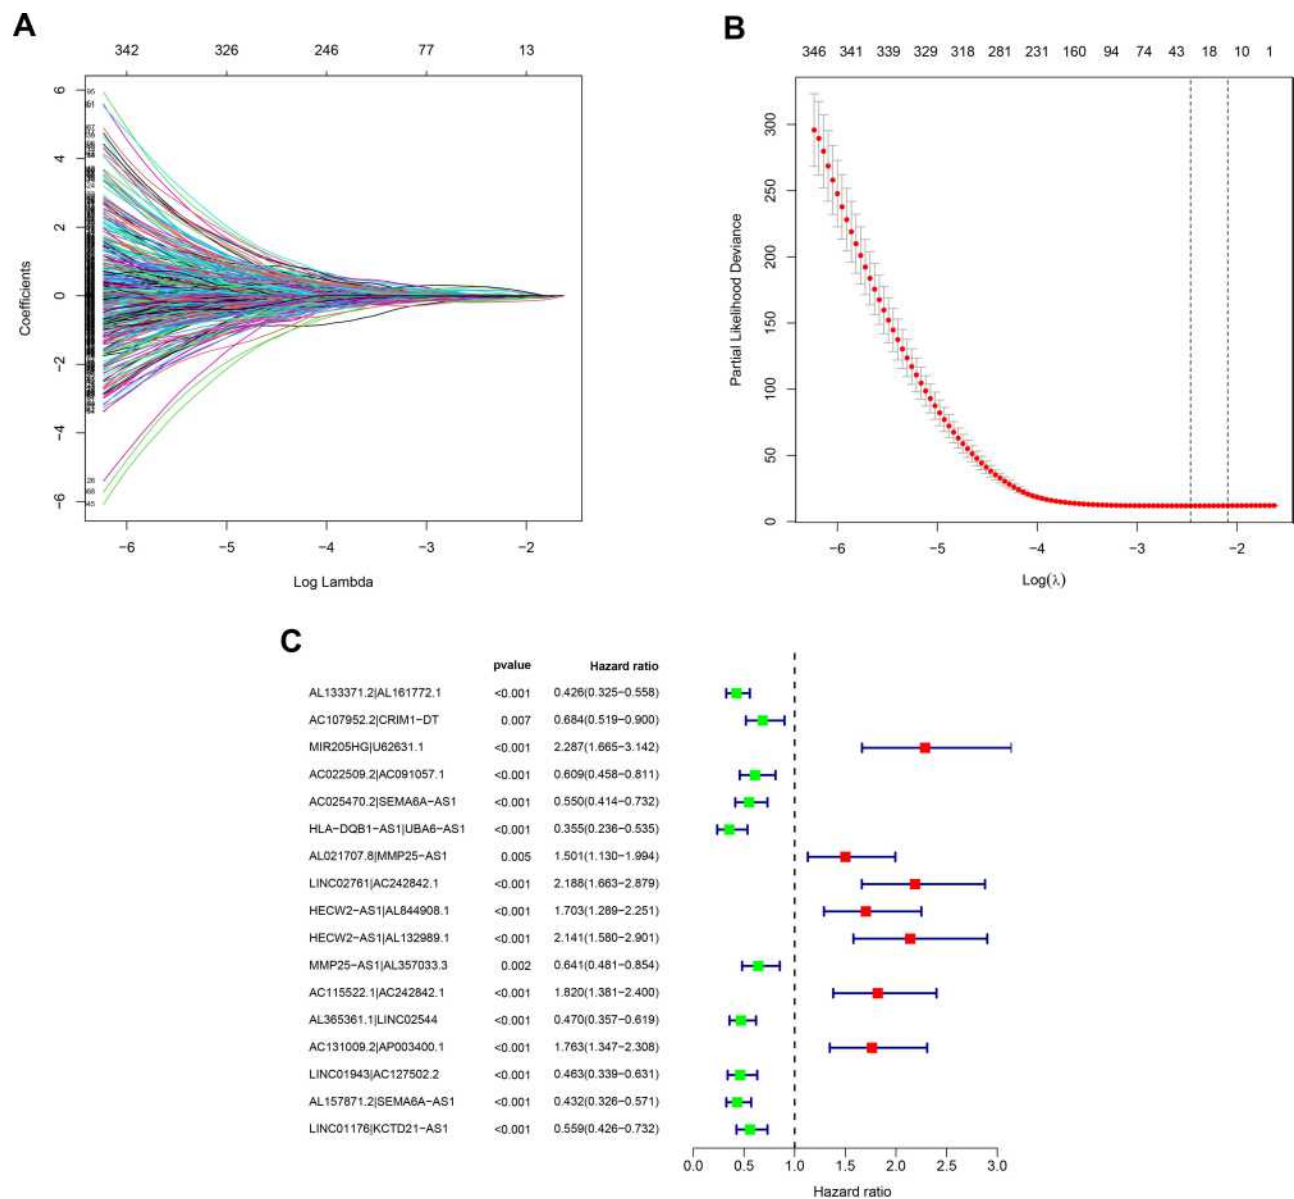 A
342 326 246 77 13
6
4
2
0
−2
−4
−6
Coefficients
−6 −5 −4 −3 −2
Log Lambda
B
346 341 339 329 318 281 231 160 94 74 43 18 10 1
300
250
200
150
100
50
0
Partial Likelihood Deviance
−6 −5 −4 −3 −2
Log(λ)
C
pvalue Hazard ratio
AL133371.2|AL161772.1 <0.001 0.426(0.325−0.558)
AC107952.2|CRIM1−DT 0.007 0.684(0.519−0.900)
MIR205HG|U62631.1 <0.001 2.287(1.665−3.142)
AC022509.2|AC091057.1 <0.001 0.609(0.458−0.811)
AC025470.2|SEMA6A−AS1 <0.001 0.550(0.414−0.732)
HLA−DQB1−AS1|UBA6−AS1 <0.001 0.355(0.236−0.535)
AL021707.8|MMP25−AS1 0.005 1.501(1.130−1.994)
LINC02761|AC242842.1 <0.001 2.188(1.663−2.879)
HECW2−AS1|AL844908.1 <0.001 1.703(1.289−2.251)
HECW2−AS1|AL132989.1 <0.001 2.141(1.580−2.901)
MMP25−AS1|AL357033.3 0.002 0.641(0.481−0.854)
AC115522.1|AC242842.1 <0.001 1.820(1.381−2.400)
AL365361.1|LINC02544 <0.001 0.470(0.357−0.619)
AC131009.2|AP003400.1 <0.001 1.763(1.347−2.308)
LINC01943|AC127502.2 <0.001 0.463(0.339−0.631)
AL157871.2|SEMA6A−AS1 <0.001 0.432(0.326−0.571)
LINC01176|KCTD21−AS1 <0.001 0.559(0.426−0.732)
0.0 0.5 1.0 1.5 2.0 2.5 3.0
Hazard ratio